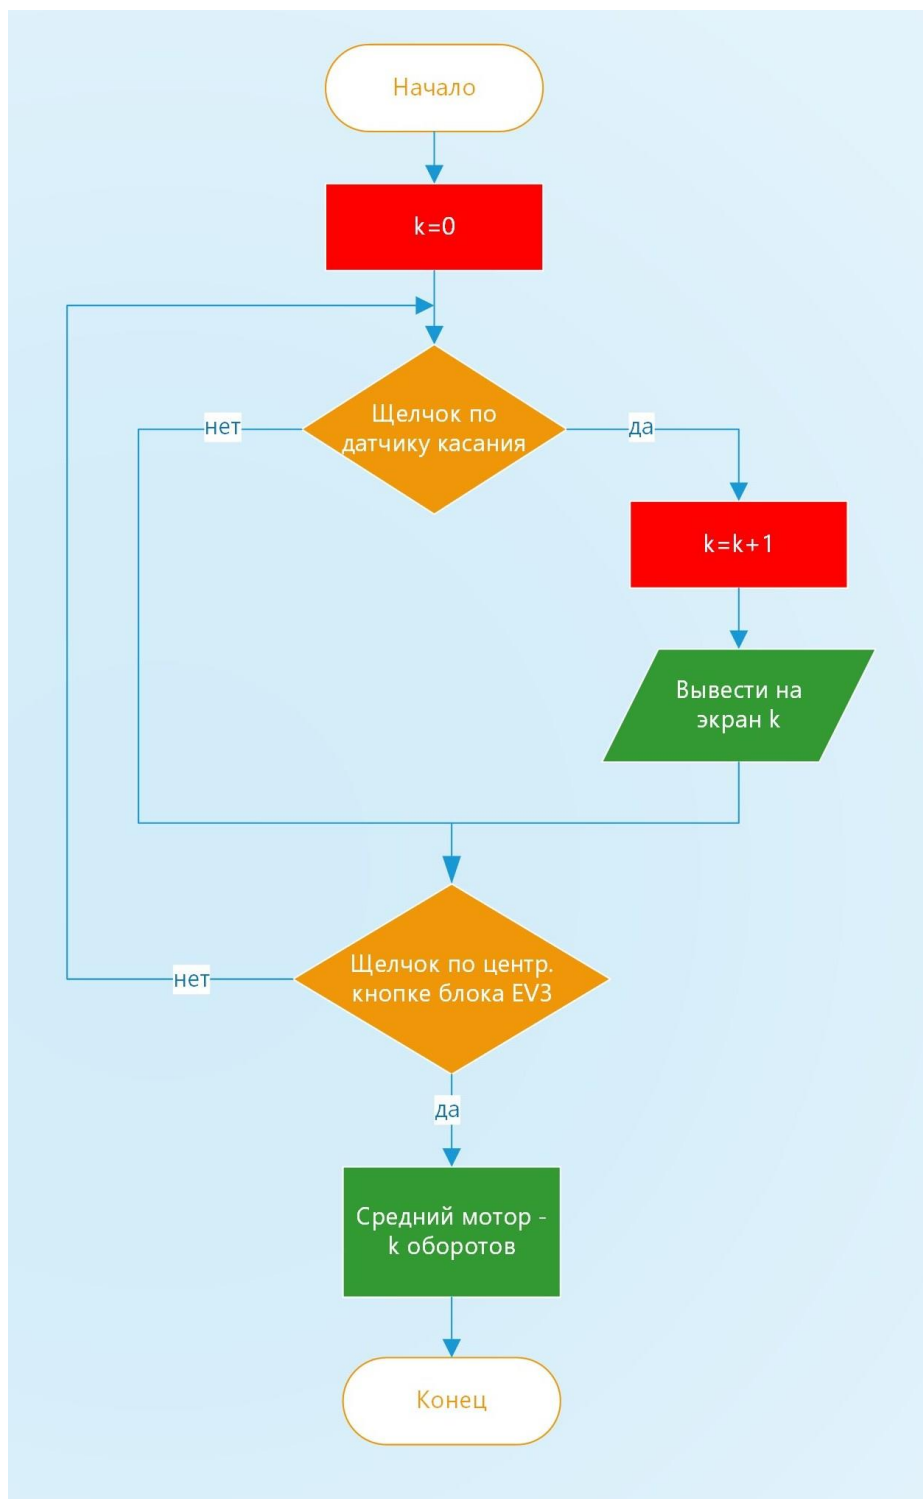 Начало
k=0
Щелчок по
датчику касания
нет
да
k=k+1
Вывести на
экран k
Щелчок по центр.
кнопке блока EV3
нет
да
Средний мотор -
k оборотов
Конец